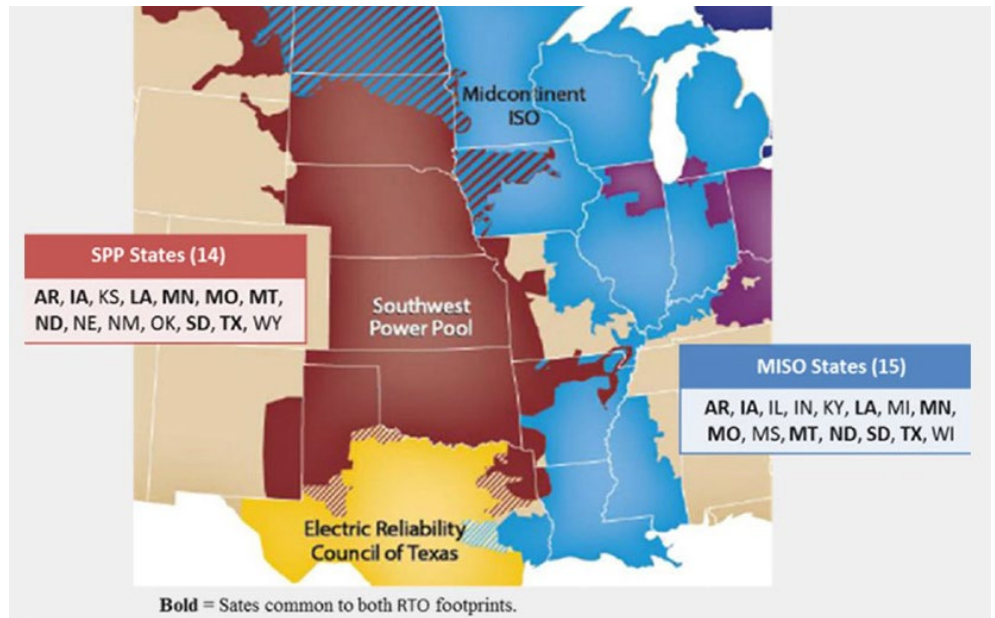 Midcontinent
ISO
SPP States (14)
AR, IA, KS, LA, MN, MO, MT,
ND, NE, NM, OK, SD, TX, WY
Southwest
Power Pool
MISO States (15)
AR, IA, IL, IN, KY, LA, MI, MN,
MO, MS, MT, ND, SD, TX, WI
Electric Reliability
Council of Texas
Bold = Sates common to both RTO footprints.